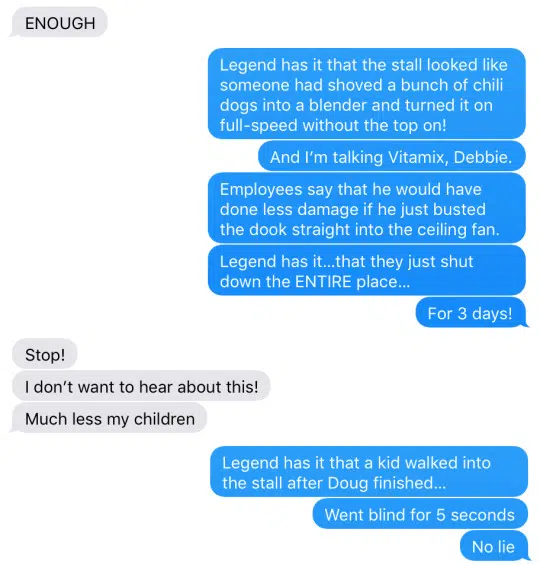 ENOUGH
Legend has it that the stall looked like
someone had shoved a bunch of chili
dogs into a blender and turned it on
full-speed without the top on!
And I’m talking Vitamix, Debbie.
Employees say that he would have
done less damage if he just busted
the dook straight into the ceiling fan.
Legend has it...that they just shut
down the ENTIRE place...
For 3 days!
Stop!
I don’t want to hear about this!
Much less my children
Legend has it that a kid walked into
the stall after Doug finished...
Went blind for 5 seconds
No lie